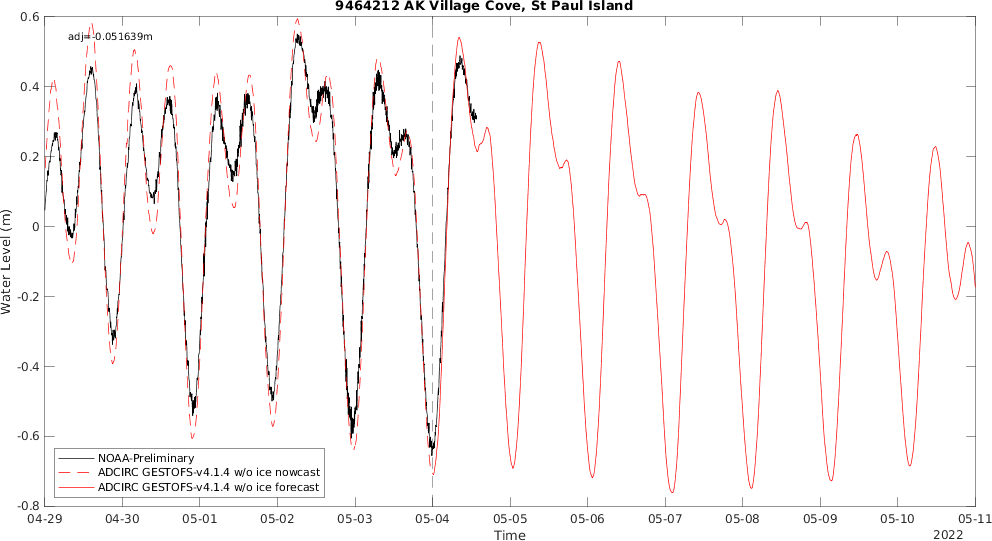 9464212 AK Village Cove, St Paul Island
adj=-0.051639m
0.6
0.4
0.2
0
-0.2
-0.4
-0.6
-0.8
Water Level (m)
NOAA-Preliminary
ADCIRC GESTOFS-v4.1.4 w/o ice nowcast
ADCIRC GESTOFS-v4.1.4 w/o ice forecast
04-29 04-30 05-01 05-02 05-03 05-04 05-05 05-06 05-07 05-08 05-09 05-10 05-11
Time
2022